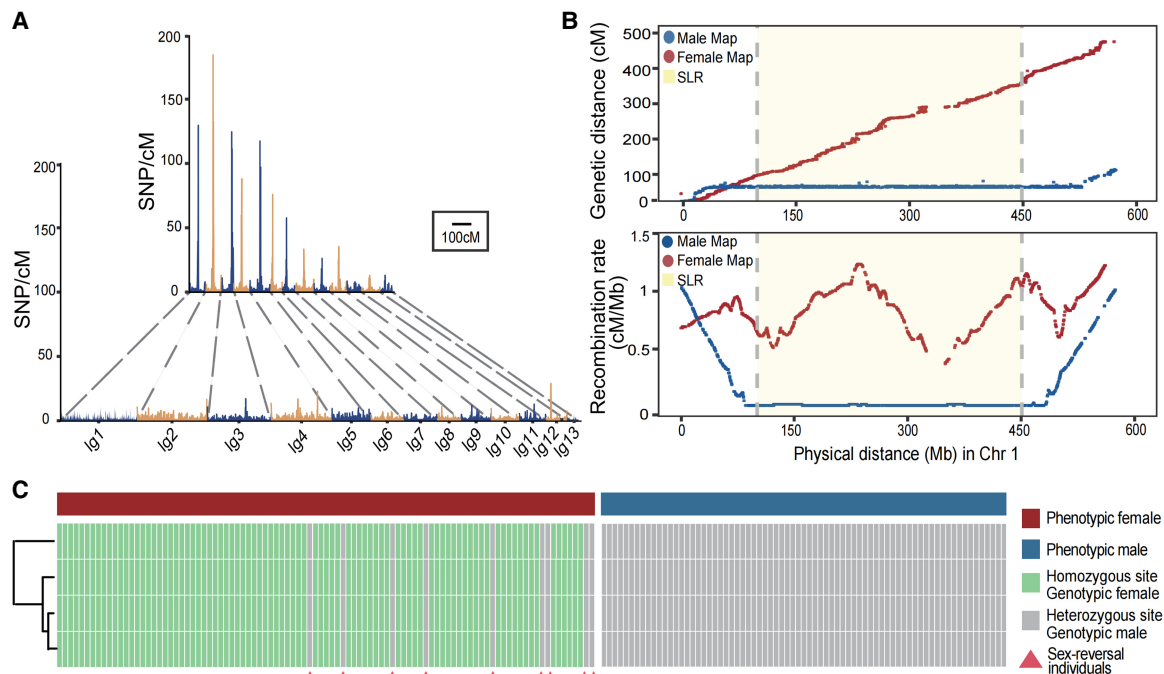 A
200
150
100
50
0
SNP/cM
100cM
200
150
100
50
0
SNP/cM
lg1
lg2
lg3
lg4
lg5
lg6
lg7
lg8
lg9
lg10
lg11
lg12
lg13
B
Genetic distance (cM)
500
400
300
200
100
0
Male Map
Female Map
SLR
0 150 300 450 600
Recombination rate
(cM/Mb)
1.5
1
0.5
0
Male Map
Female Map
SLR
0 150 300 450 600
Physical distance (Mb) in Chr 1
C
Phenotypic female
Phenotypic male
Homozygous site
Genotypic female
Heterozygous site
Genotypic male
Sex-reversal
individuals